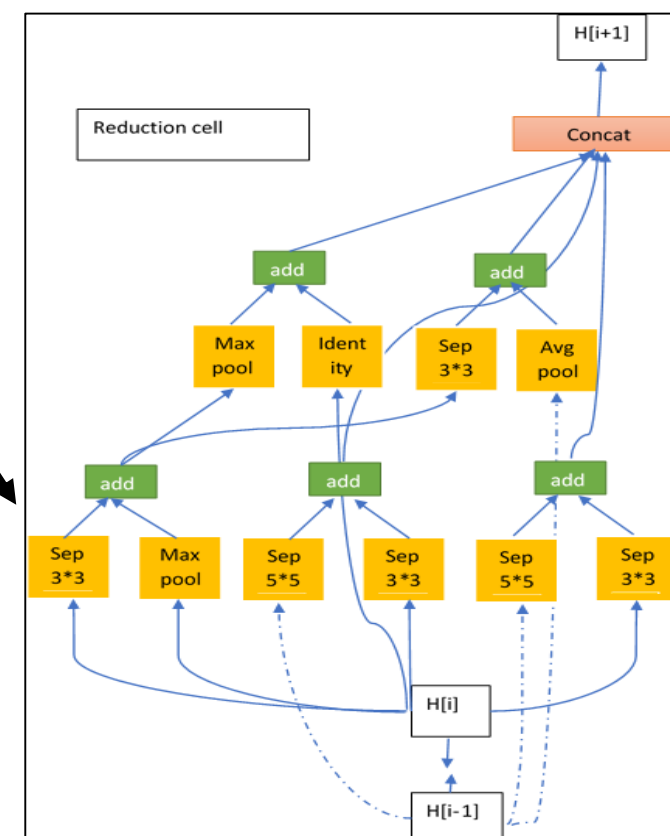 H[i+1]
Reduction cell
Concat
add
add
Max
pool
Ident
ity
Sep
3*3
Avg
pool
add
add
add
Sep
3*3
Max
pool
Sep
5*5
Sep
3*3
Sep
5*5
Sep
3*3
H[i]
H[i-1]